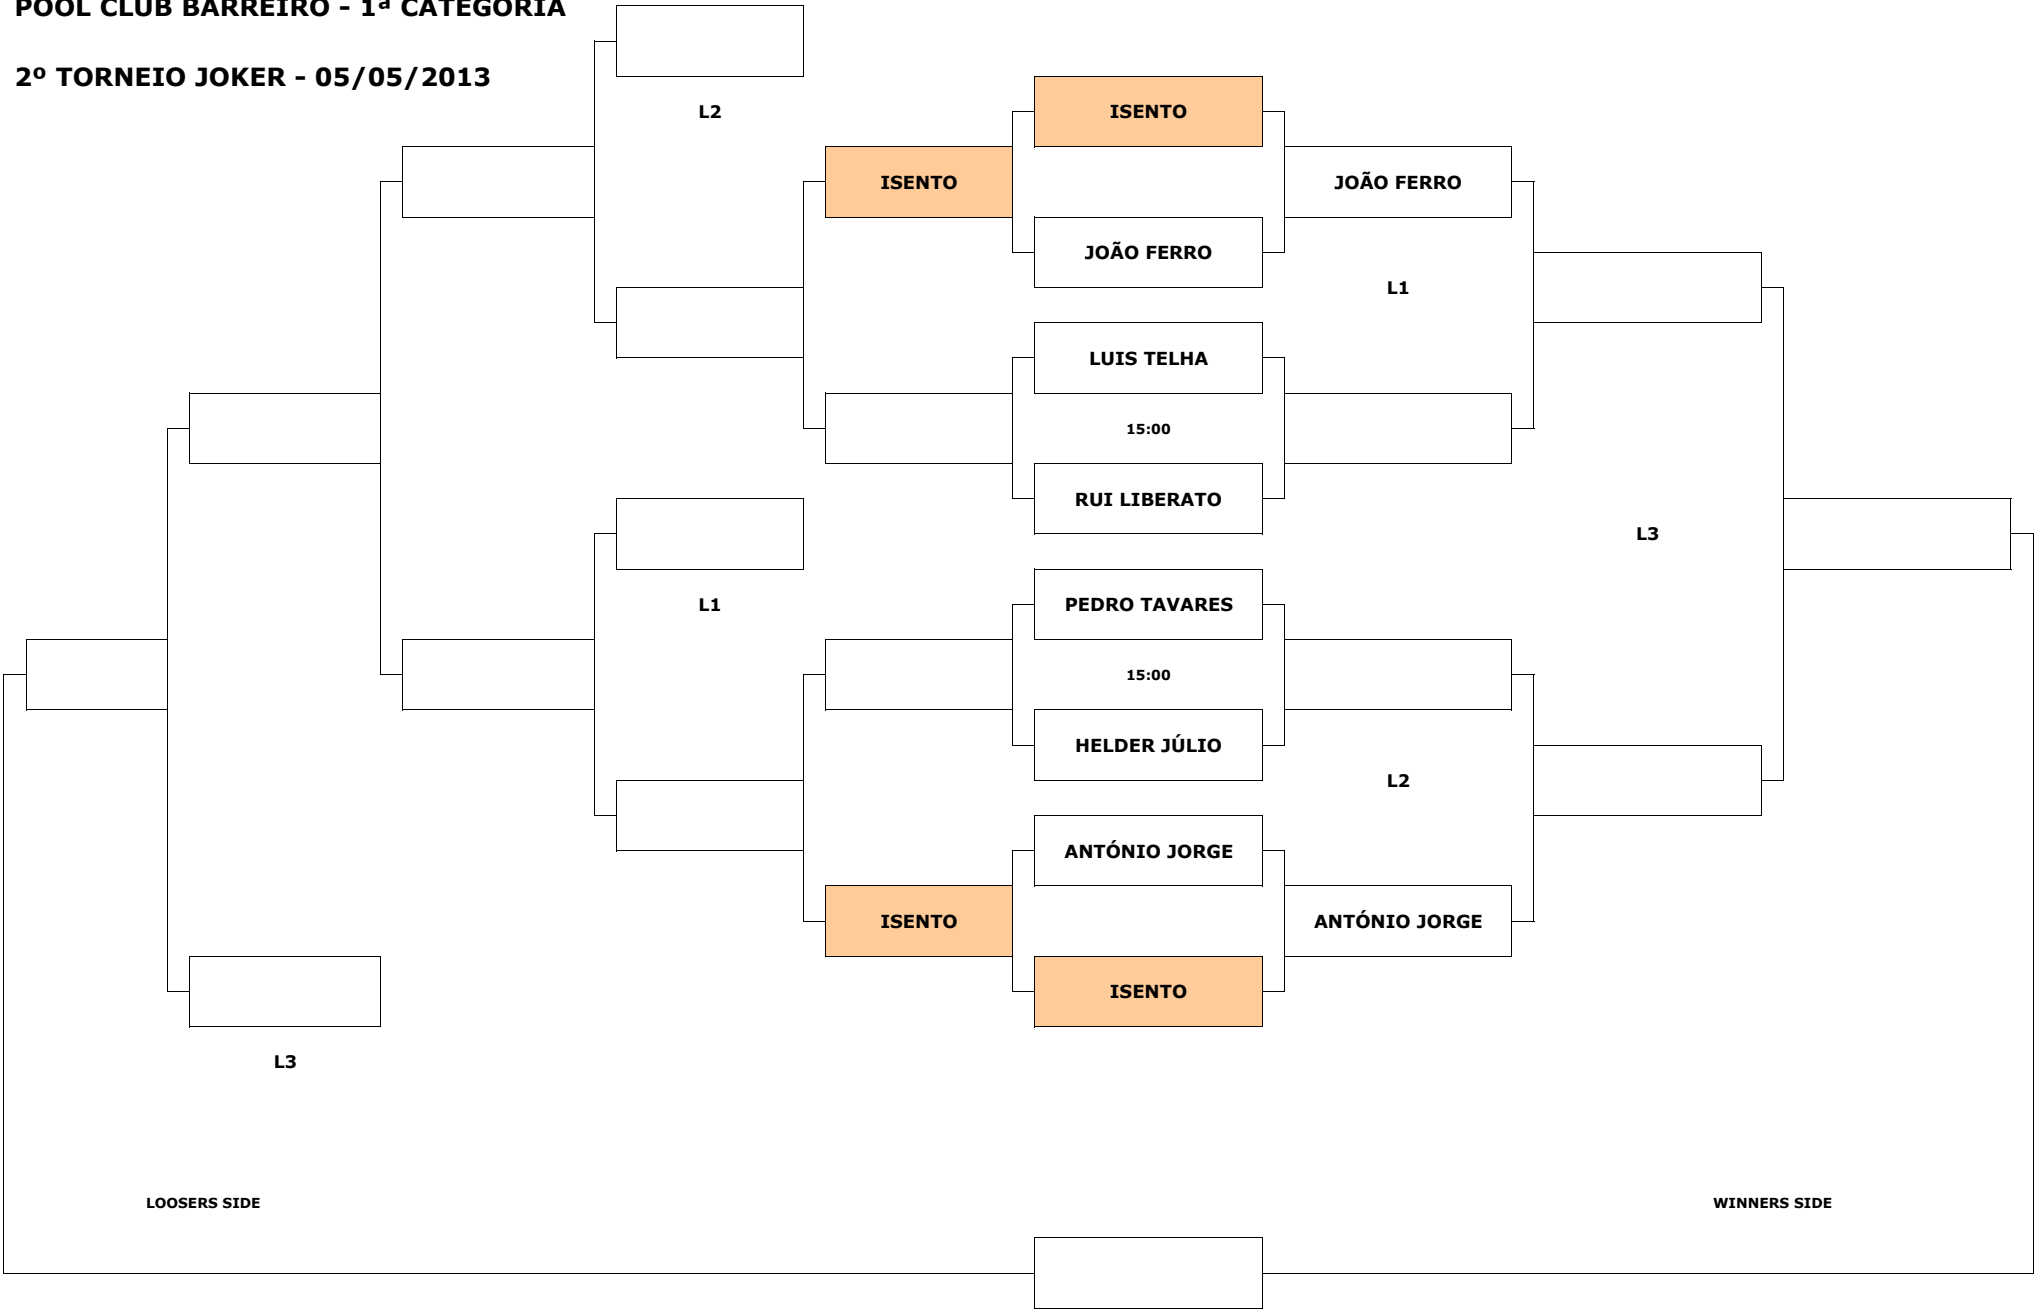 POOL CLUB BARREIRO - 1ª CATEGORIA
2º TORNEIO JOKER - 05/05/2013
L2
ISENTO
ISENTO
JOÃO FERRO
JOÃO FERRO
L1
LUIS TELHA
15:00
RUI LIBERATO
L3
PEDRO TAVARES
L1
15:00
HELDER JÚLIO
L2
ANTÓNIO JORGE
ISENTO
ANTÓNIO JORGE
ISENTO
L3
LOOSERS SIDE
WINNERS SIDE